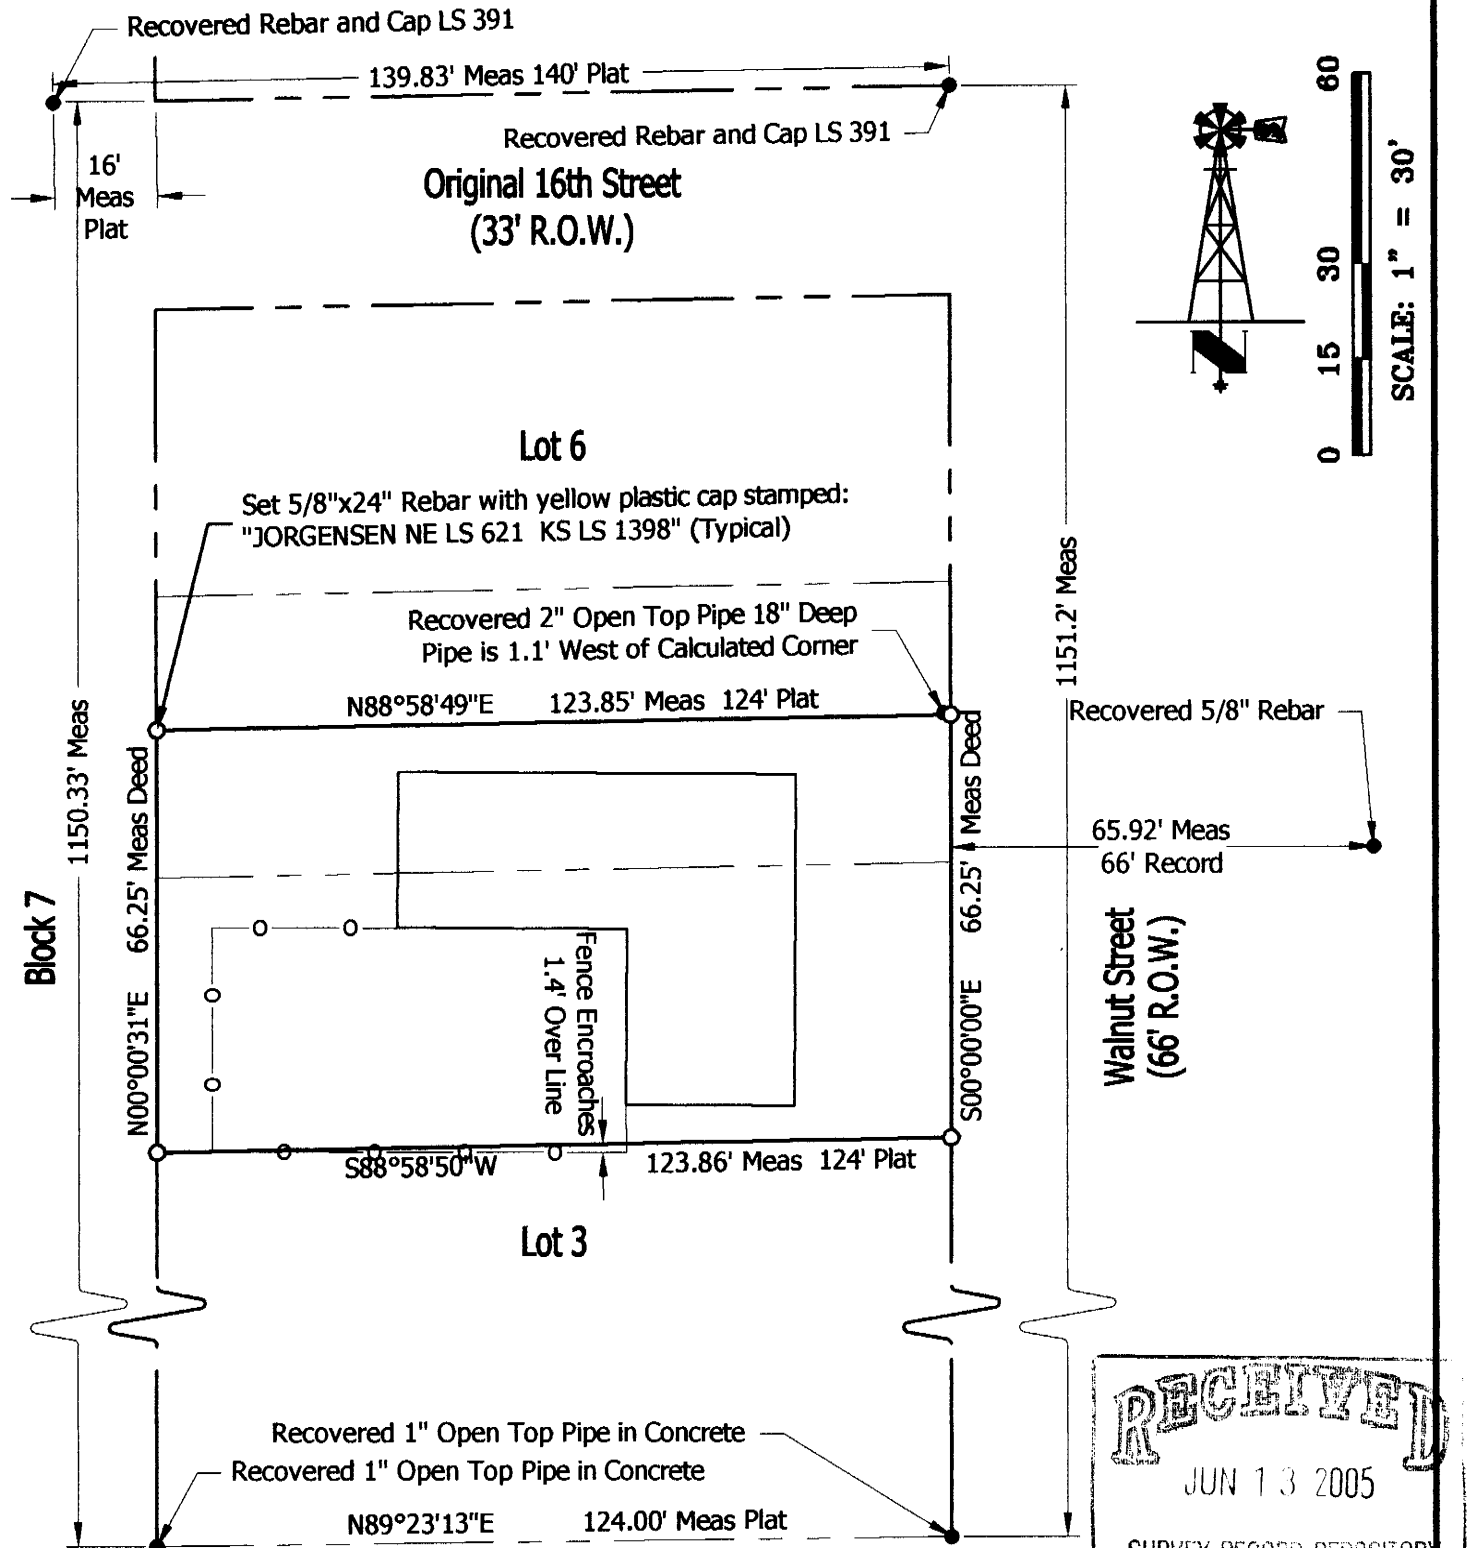 Recovered Rebar and Cap LS 391
139.83' Meas 140' Plat
Recovered Rebar and Cap LS 391
16'
Meas
Plat
Original 16th Street
(33' R.O.W.)
60
30
15
0
SCALE: 1" = 30'
Lot 6
Set 5/8"x24" Rebar with yellow plastic cap stamped:
"JORGENSEN NE LS 621 KS LS 1398" (Typical)
Recovered 2" Open Top Pipe 18" Deep
Pipe is 1.1' West of Calculated Corner
N88°58'49"E 123.85' Meas 124' Plat
1151.2' Meas
Recovered 5/8" Rebar
1150.33' Meas
N00°00'31"E 66.25' Meas Deed
S00°00'00"E 66.25' Meas Deed
65.92' Meas
66' Record
Block 7
Walnut Street
(66' R.O.W.)
Fence Encroaches
1.4' Over Line
S88°58'50"W 123.86' Meas 124' Plat
Lot 3
Recovered 1" Open Top Pipe in Concrete
Recovered 1" Open Top Pipe in Concrete
N89°23'13"E 124.00' Meas Plat
RECEIVED
JUN 13 2005
SURVEY RECORD REPOSITORY